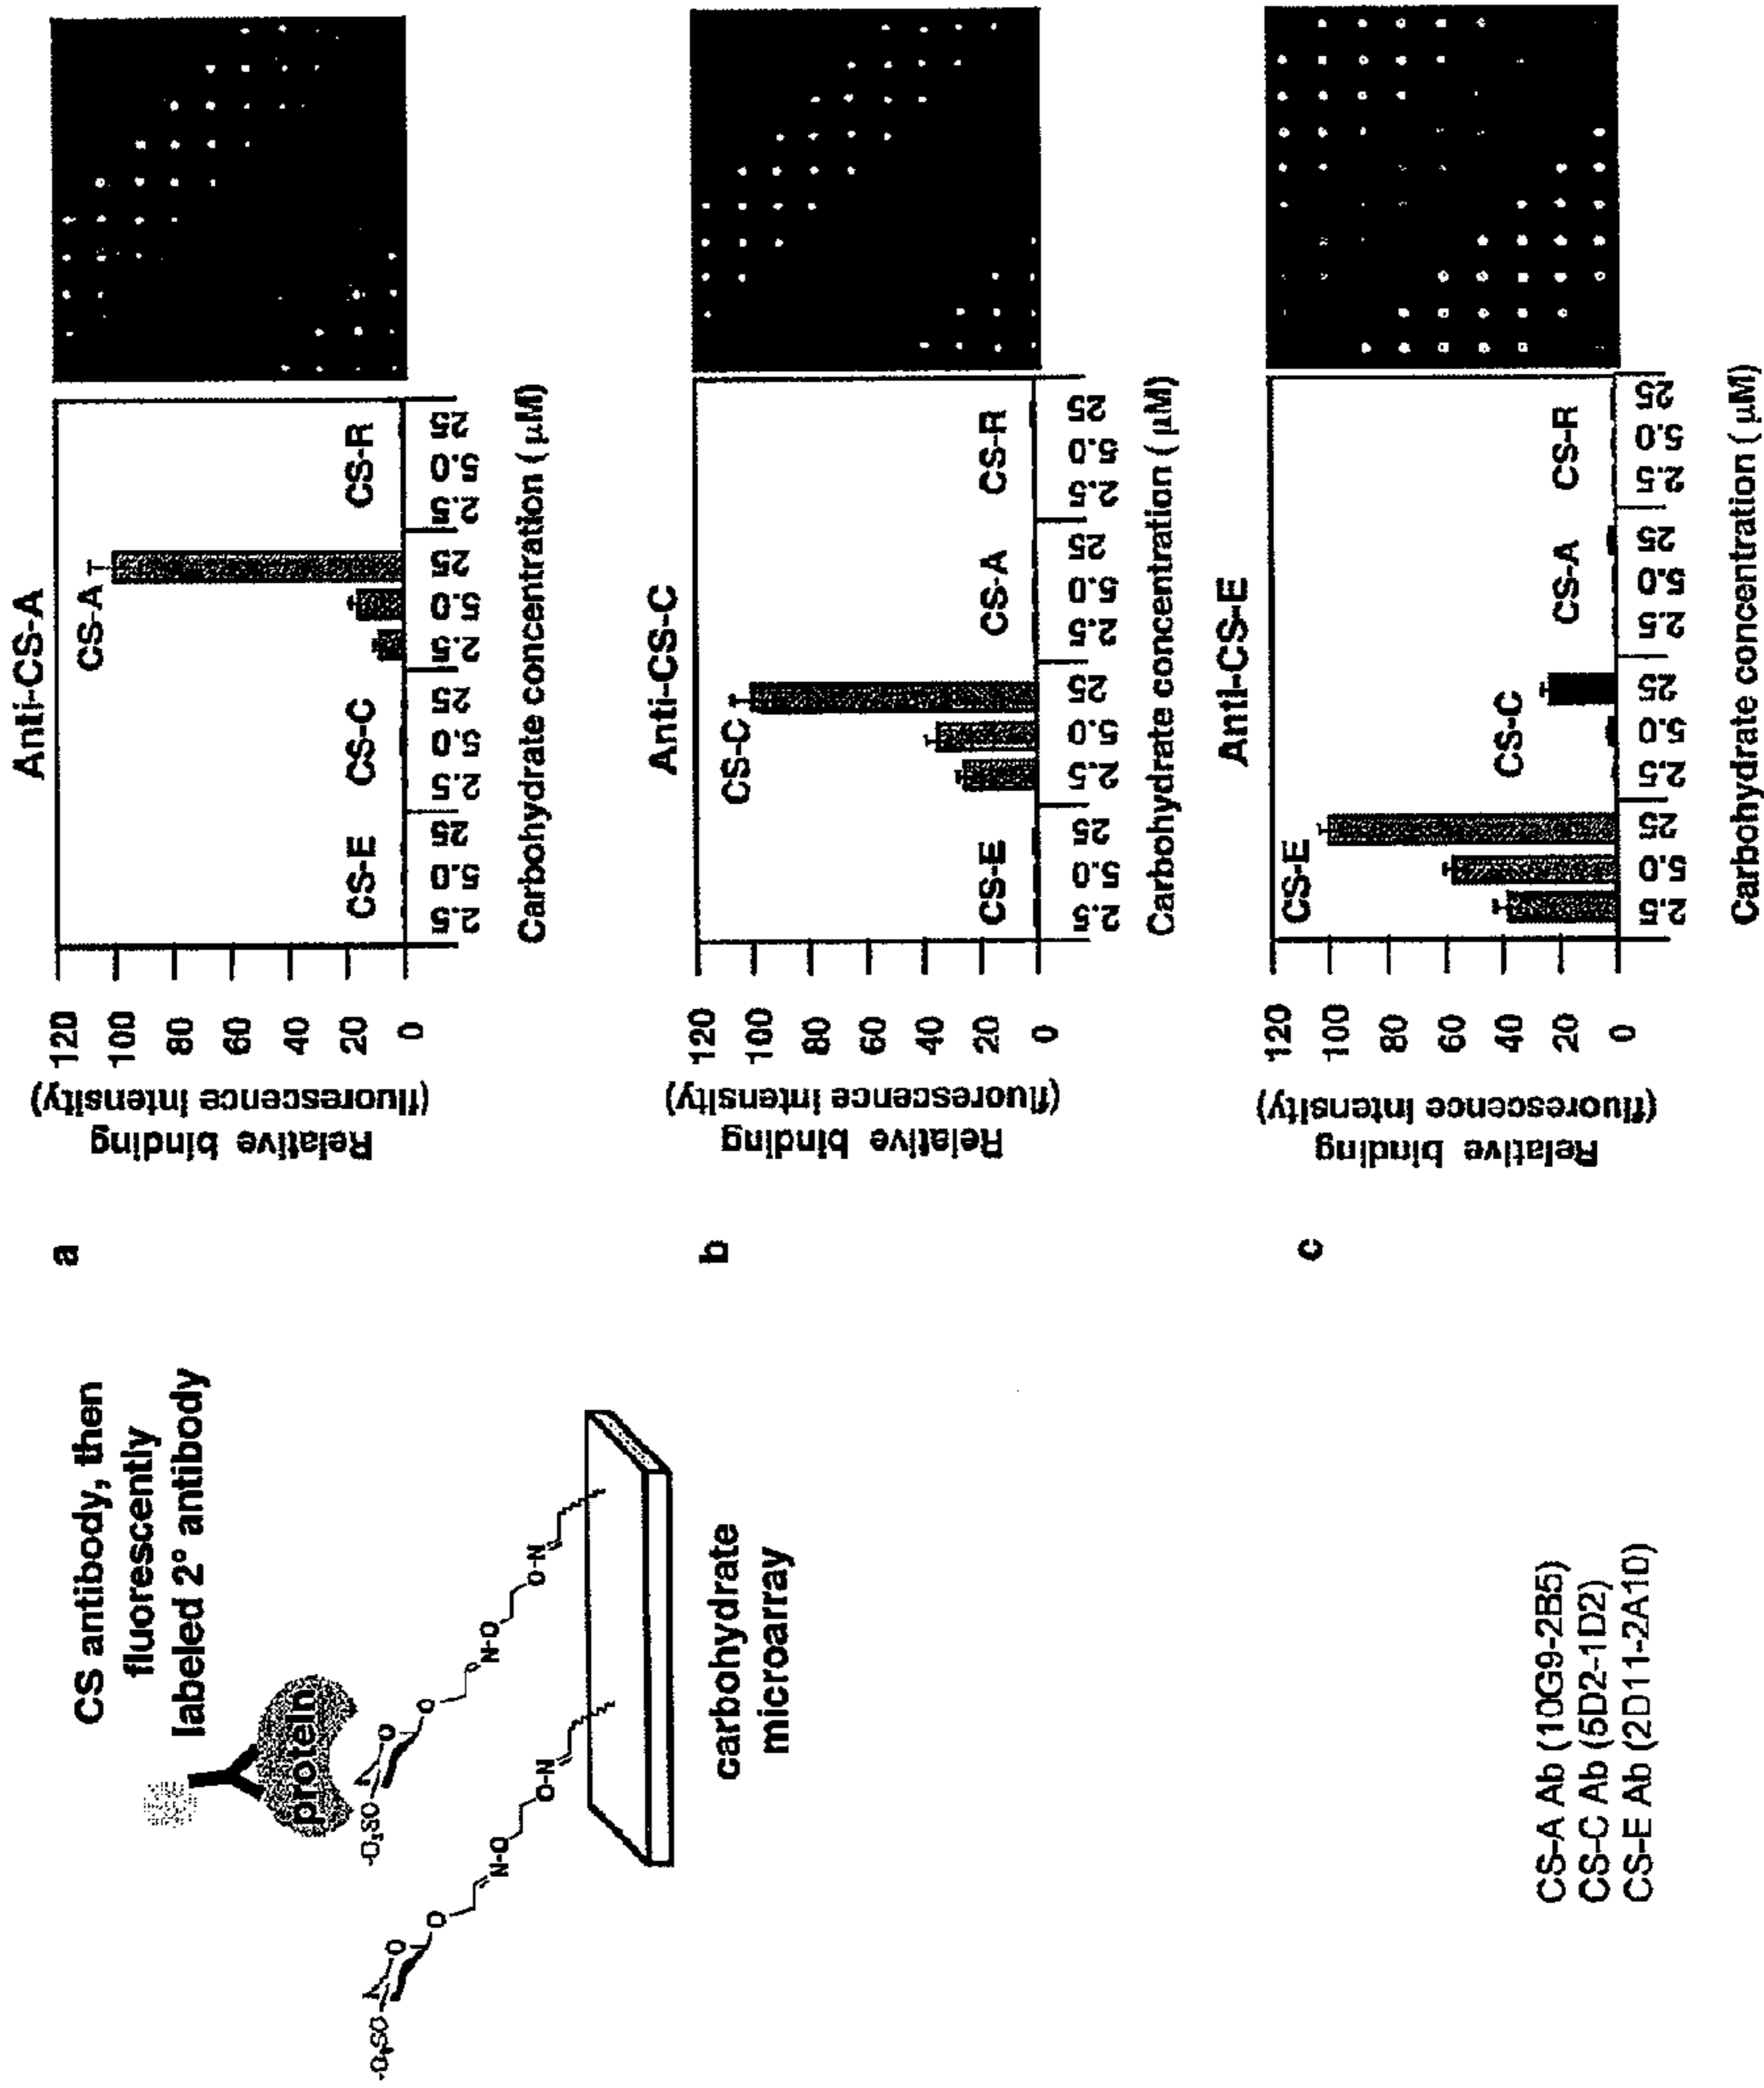 CS antibody, then
fluorescently
labeled 2° antibody
protein
-O3SO
O
O
N-O
O-N
-O3SO
O
O
N-O
O-N
carbohydrate
microarray
CS-A Ab (10G9-2B5)
CS-C Ab (5D2-1D2)
CS-E Ab (2D11-2A10)
a
Anti-CS-A
Relative binding
(fluorescence intensity)
120
100
80
60
40
20
0
CS-E
CS-C
CS-A
CS-R
2.5 5.0 25 2.5 5.0 25 2.5 5.0 25 2.5 5.0 25
Carbohydrate concentration ( µM)
b
Anti-CS-C
Relative binding
(fluorescence intensity)
120
100
80
60
40
20
0
CS-E
CS-C
CS-A
CS-R
2.5 5.0 25 2.5 5.0 25 2.5 5.0 25 2.5 5.0 25
Carbohydrate concentration ( µM)
c
Anti-CS-E
Relative binding
(fluorescence intensity)
120
100
80
60
40
20
0
CS-E
CS-C
CS-A
CS-R
2.5 5.0 25 2.5 5.0 25 2.5 5.0 25 2.5 5.0 25
Carbohydrate concentration ( µM)